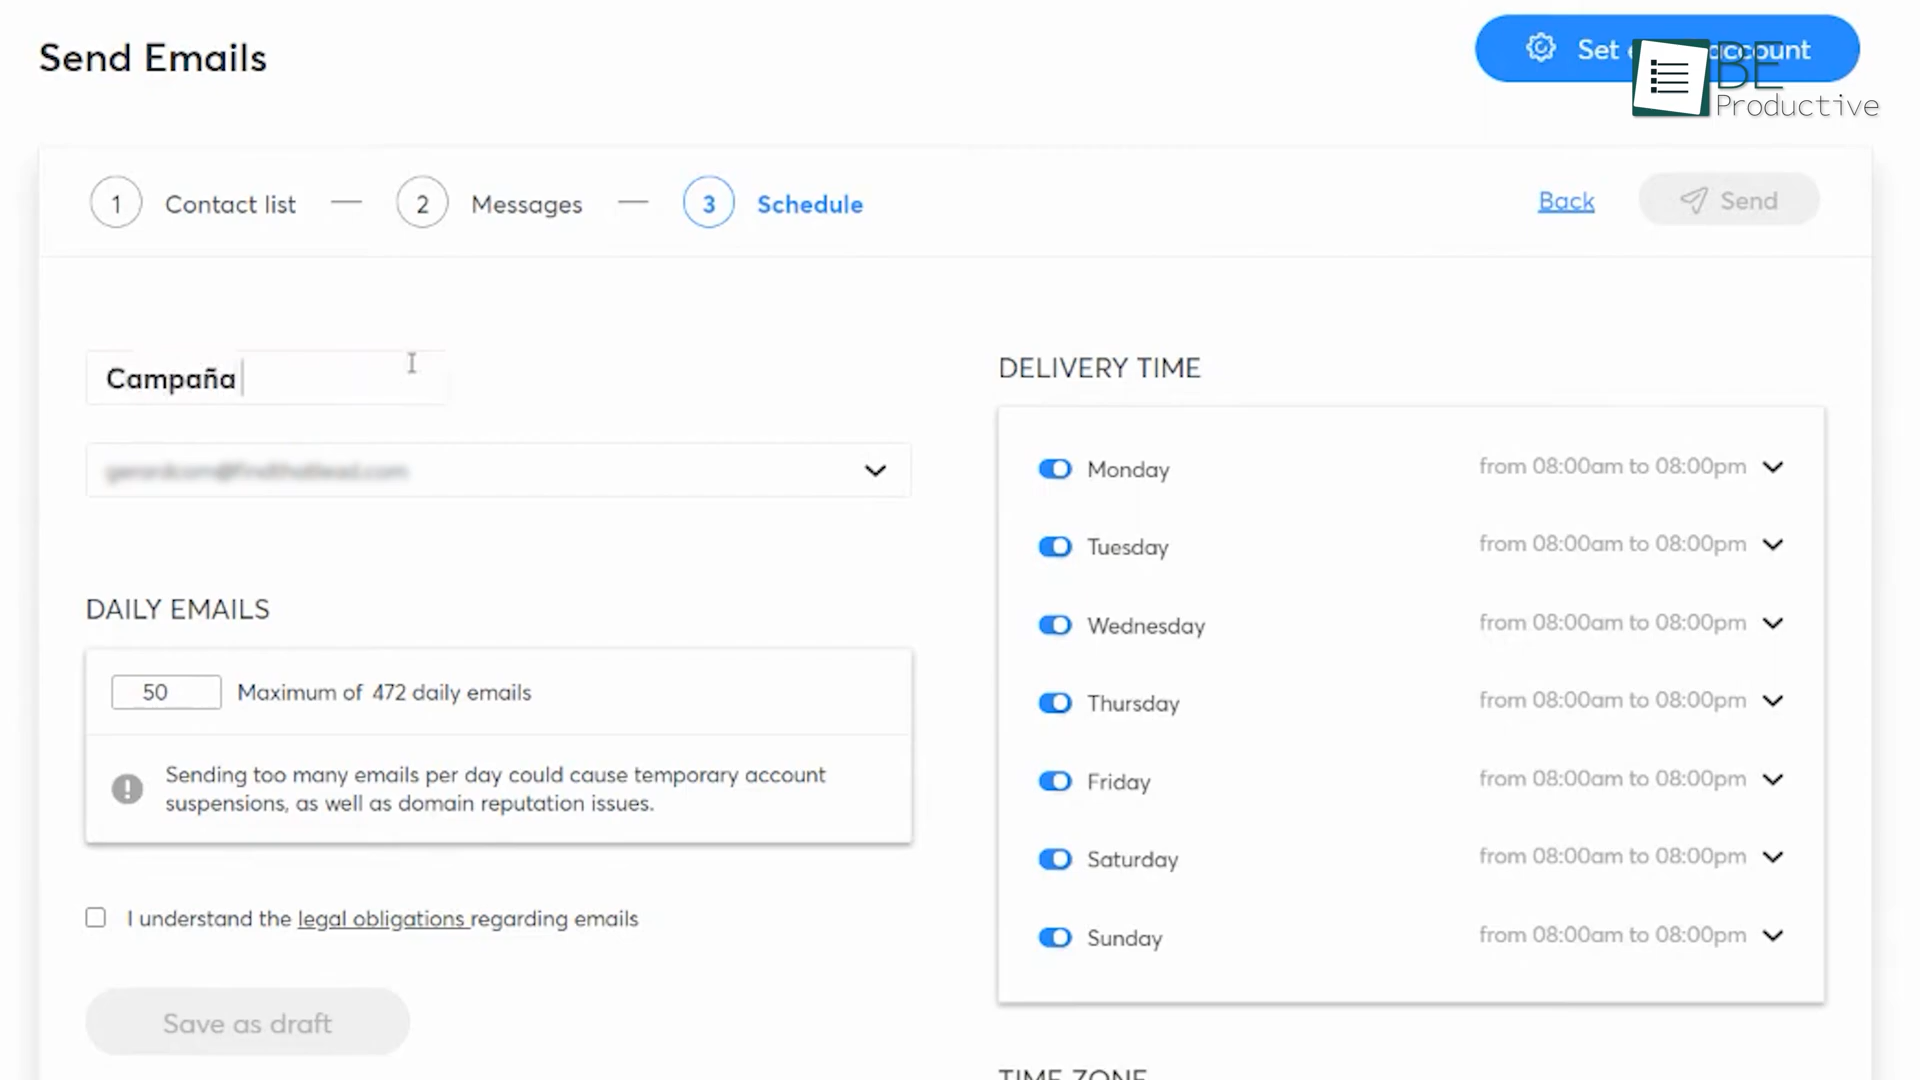 Send Emails
Set account
BE
Productive
1 Contact list — 2 Messages — 3 Schedule
Back
Send
Campaña
DELIVERY TIME
Monday from 08:00am to 08:00pm
Tuesday from 08:00am to 08:00pm
Wednesday from 08:00am to 08:00pm
Thursday from 08:00am to 08:00pm
Friday from 08:00am to 08:00pm
Saturday from 08:00am to 08:00pm
Sunday from 08:00am to 08:00pm
DAILY EMAILS
50 Maximum of 472 daily emails
Sending too many emails per day could cause temporary account
suspensions, as well as domain reputation issues.
I understand the legal obligations regarding emails
Save as draft
TIME ZONE